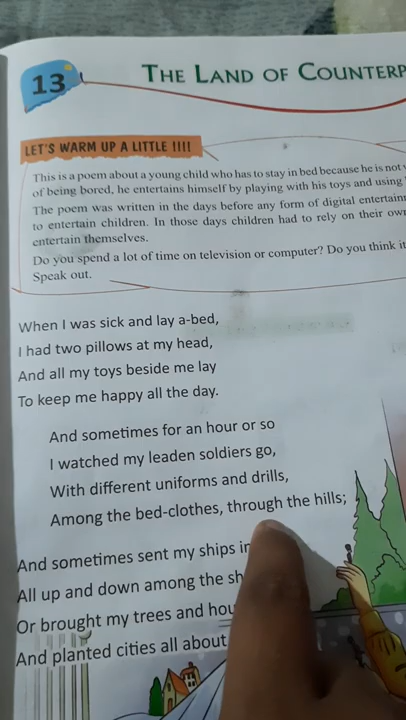 13
THE LAND OF COUNTERP
LET'S WARM UP A LITTLE !!!!
This is a poem about a young child who has to stay in bed because he is not
of being bored, he entertains himself by playing with his toys and using
The poem was written in the days before any form of digital entertainm
to entertain children. In those days children had to rely on their own
entertain themselves.
Do you spend a lot of time on television or computer? Do you think it
Speak out.
When I was sick and lay a-bed,
I had two pillows at my head,
And all my toys beside me lay
To keep me happy all the day.
And sometimes for an hour or so
I watched my leaden soldiers go,
With different uniforms and drills,
Among the bed-clothes, through the hills;
And sometimes sent my ships in
All up and down among the sh
Or brought my trees and hou
And planted cities all about